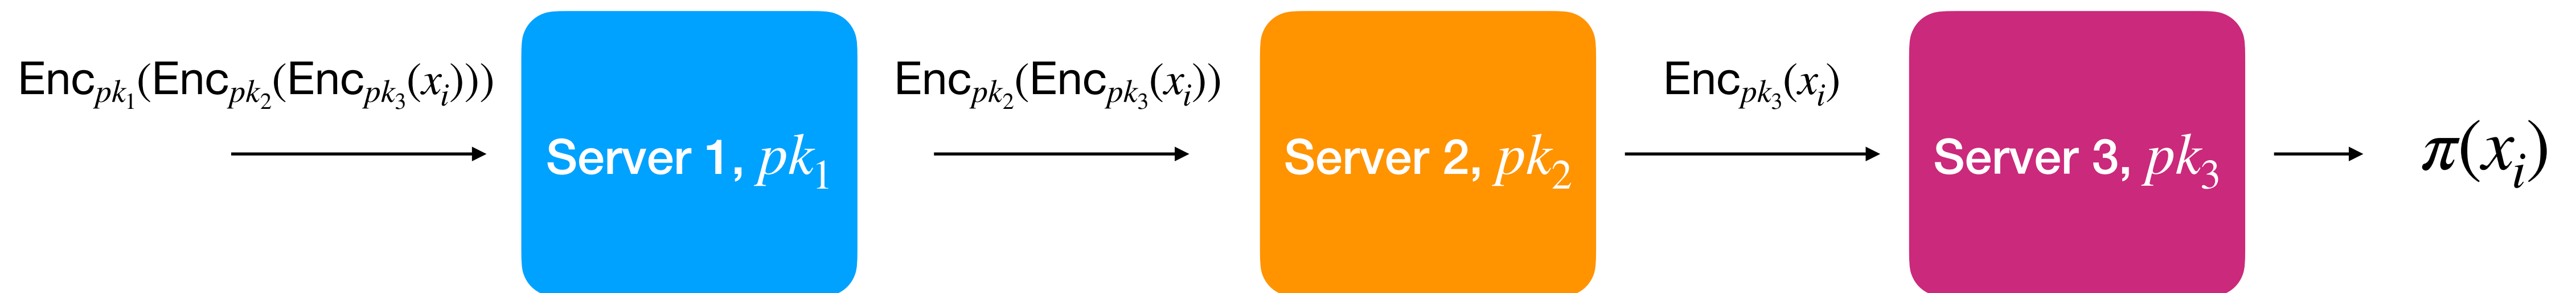 Enc_{pk_1}(Enc_{pk_2}(Enc_{pk_3}(x_i)))
Server 1, pk_1
Enc_{pk_2}(Enc_{pk_3}(x_i))
Server 2, pk_2
Enc_{pk_3}(x_i)
Server 3, pk_3
π(x_i)